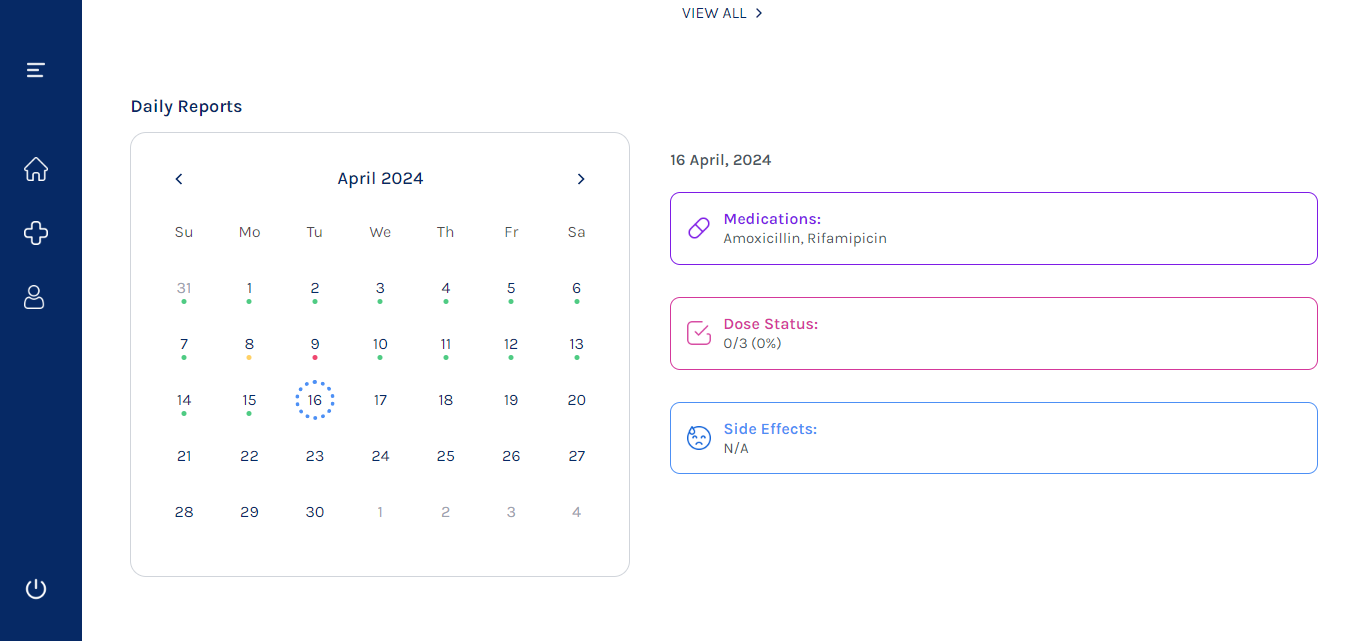 VIEW ALL
Daily Reports
April 2024
Su Mo Tu We Th Fr Sa
31 1 2 3 4 5 6
7 8 9 10 11 12 13
14 15 16 17 18 19 20
21 22 23 24 25 26 27
28 29 30 1 2 3 4
16 April, 2024
Medications:
Amoxicillin, Rifamipicin
Dose Status:
0/3 (0%)
Side Effects:
N/A